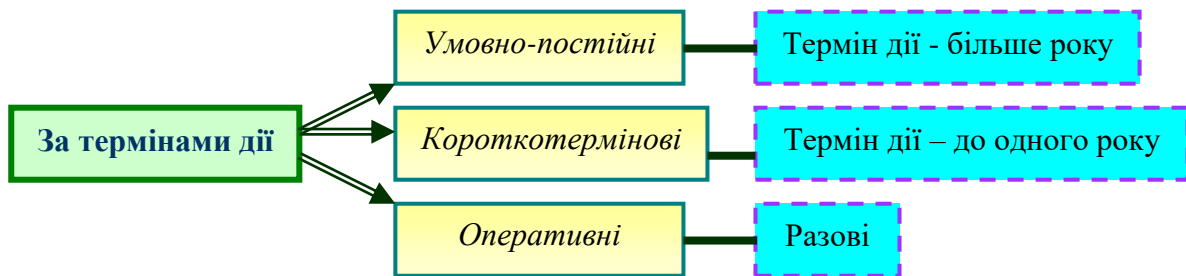 Умовно-постійні
Термін дії - більше року
За термінами дії
Короткотермінові
Термін дії – до одного року
Оперативні
Разові